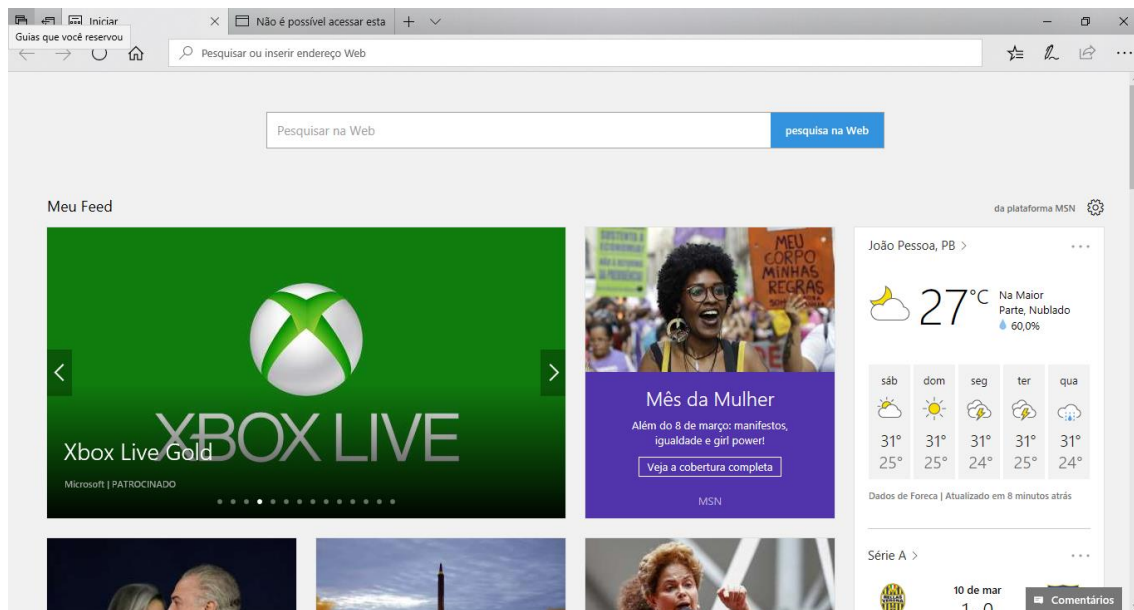 Iniciar
Não é possível acessar esta
Guias que você reservou
Pesquisar ou inserir endereço Web
Pesquisar na Web
pesquisa na Web
Meu Feed
da plataforma MSN
XBOX LIVE
Xbox Live Gold
Microsoft | PATROCINADO
MEU
CORPO
MINHAS
REGRAS
Mês da Mulher
Além do 8 de março: manifestos,
igualdade e girl power!
Veja a cobertura completa
MSN
João Pessoa, PB >
27°C
Na Maior
Parte, Nublado
60,0%
sáb dom seg ter qua
31° 31° 31° 31° 31°
25° 25° 24° 25° 24°
Dados de Foreca | Atualizado em 8 minutos atrás
Série A >
10 de mar
Comentários